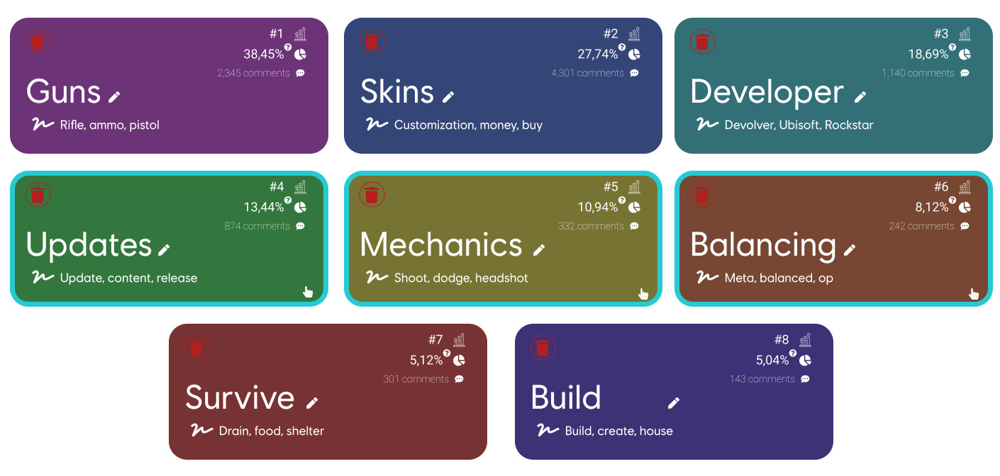 #1
38,45% ?
2,345 comments
Guns
Rifle, ammo, pistol
#2
27,74% ?
4,301 comments
Skins
Customization, money, buy
#3
18,69% ?
1,140 comments
Developer
Devolver, Ubisoft, Rockstar
#4
13,44% ?
874 comments
Updates
Update, content, release
#5
10,94% ?
332 comments
Mechanics
Shoot, dodge, headshot
#6
8,12% ?
242 comments
Balancing
Meta, balanced, op
#7
5,12% ?
301 comments
Survive
Drain, food, shelter
#8
5,04% ?
143 comments
Build
Build, create, house